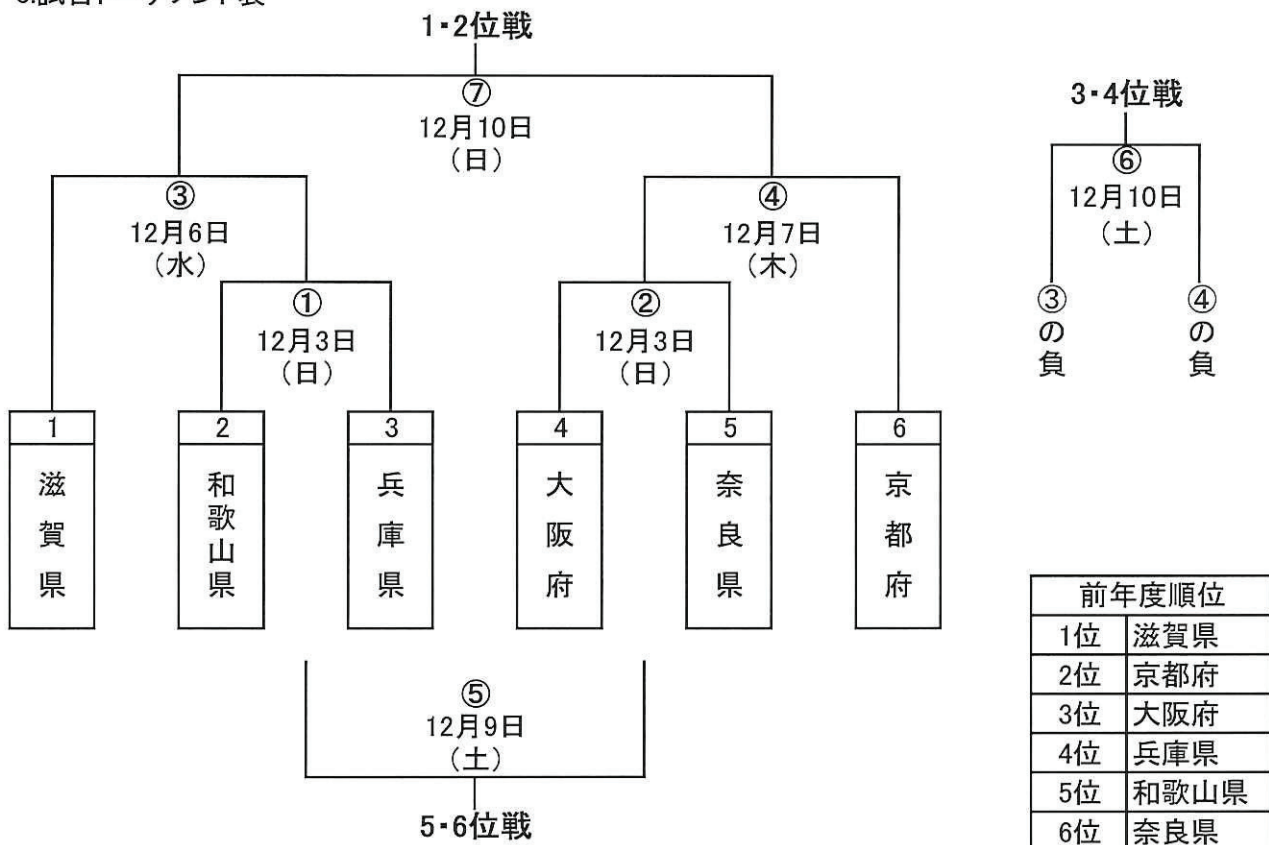 1・2位戦
⑦
12月10日
(日)
3・4位戦
⑥
12月10日
(土)
③の負
④の負
③
12月6日
(水)
④
12月7日
(木)
①
12月3日
(日)
②
12月3日
(日)
1
滋賀県
2
和歌山県
3
兵庫県
4
大阪府
5
奈良県
6
京都府
⑤
12月9日
(土)
5・6位戦
前年度順位
1位 滋賀県
2位 京都府
3位 大阪府
4位 兵庫県
5位 和歌山県
6位 奈良県